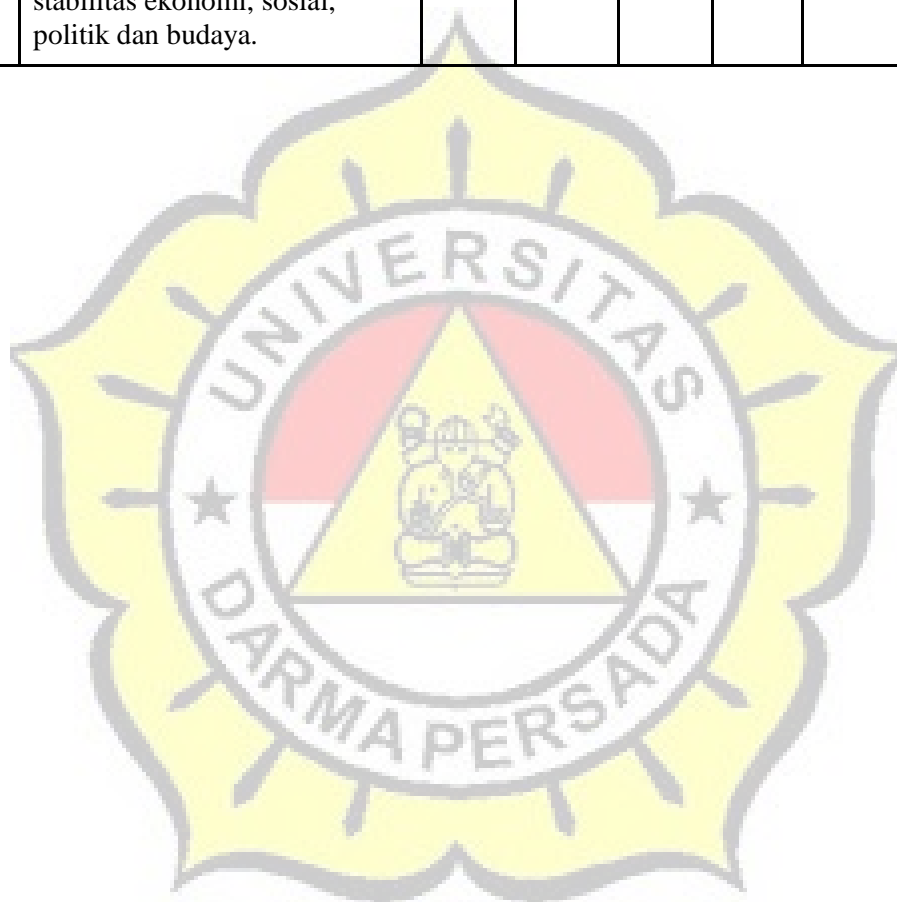 stabilitas ekonomi, sosial,
politik dan budaya.
UNIVERSITAS
DARMA PERSADA